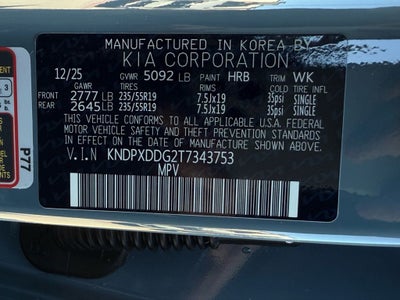 MANUFACTURED IN KOREA BY
KIA CORPORATION
12/25 GVWR 5092 LB PAINT HRB TRIM WK
GAWR TIRES RIMS COLD TIRE INFL
FRONT 2777 LB 235/55R19 7.5Jx19 35psi SINGLE
REAR 2645 LB 235/55R19 7.5Jx19 35psi SINGLE
THIS VEHICLE CONFORMS TO ALL APPLICABLE U.S.A FEDERAL
MOTOR VEHICLE SAFETY, BUMPER, AND THEFT PREVENTION STANDARDS
IN EFFECT ON THE DATE OF MANUFACTURE SHOWN ABOVE.
V.I.N KNDPXDDG2T7343753
MPV
P77
3